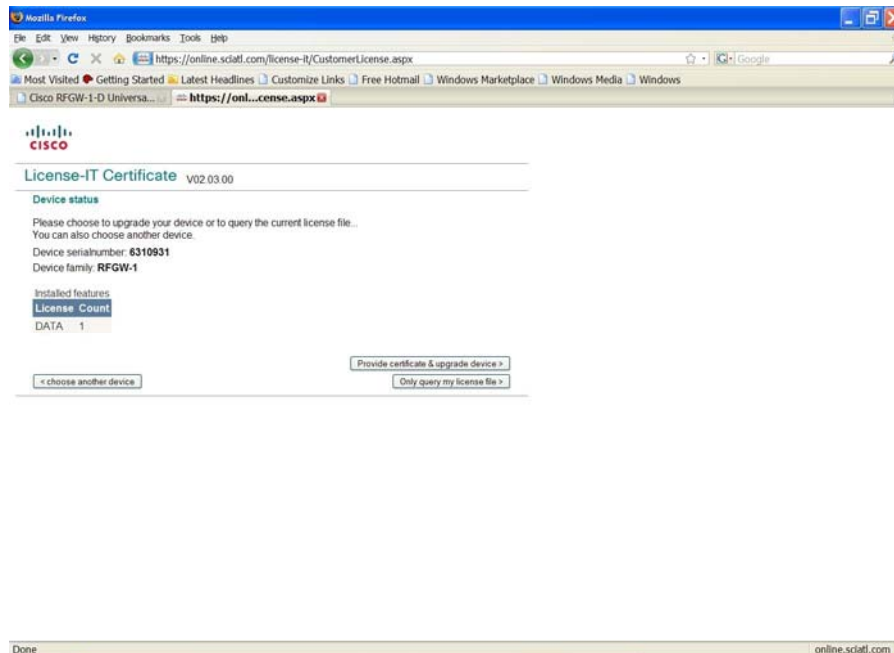 Mozilla Firefox
File Edit View History Bookmarks Tools Help
https://online.sciatl.com/license-it/CustomerLicense.aspx
Google
Most Visited Getting Started Latest Headlines Customize Links Free Hotmail Windows Marketplace Windows Media Windows
Cisco RFGW-1-D Universa... https://onl...cense.aspx
CISCO
License-IT Certificate V02.03.00
Device status
Please choose to upgrade your device or to query the current license file...
You can also choose another device.
Device serialnumber: 6310931
Device family: RFGW-1
Installed features
License Count
DATA 1
Provide certificate & upgrade device >
< choose another device
Only query my license file >
Done
online.sciatl.com